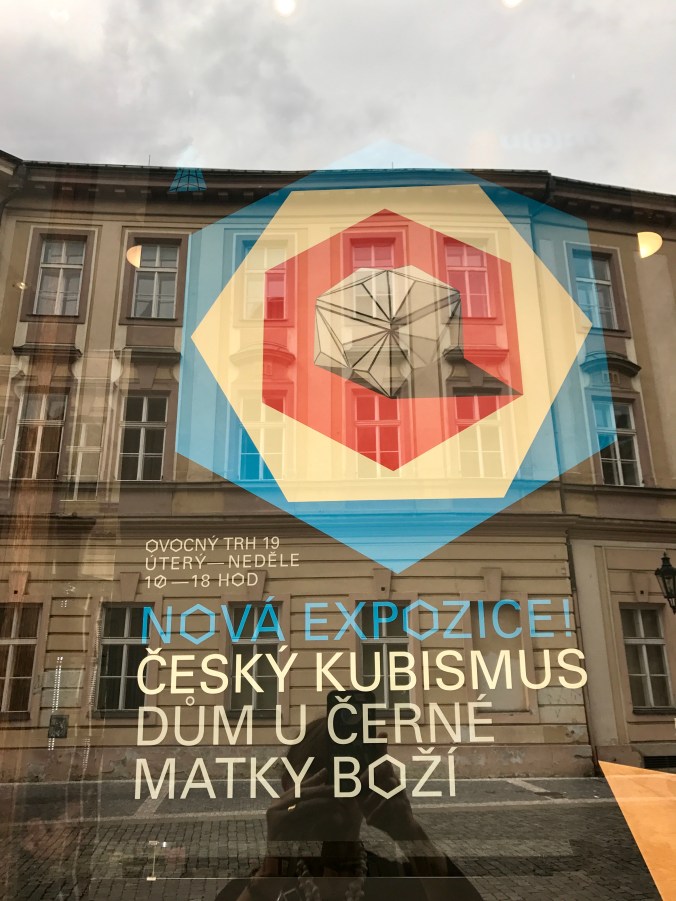 OVOCNÝ TRH 19
ÚTERÝ—NEDĚLE
10—18 HOD
NOVÁ EXPOZICE!
ČESKÝ KUBISMUS
DŮM U ČERNÉ
MATKY BOŽÍ